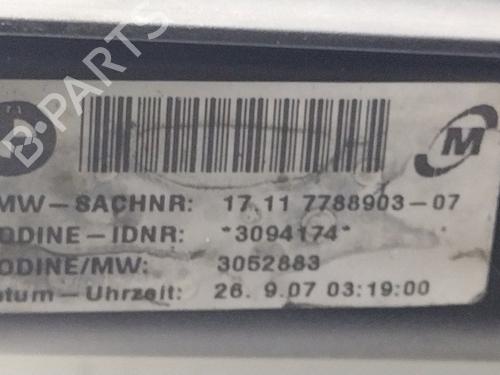 B-PARTS
M
MW-SACHNR: 17.11 7788903-07
ODINE-IDNR: *3094174*
ODINE/MW: 3052883
atum-Uhrzeit: 26. 9.07 03:19:00